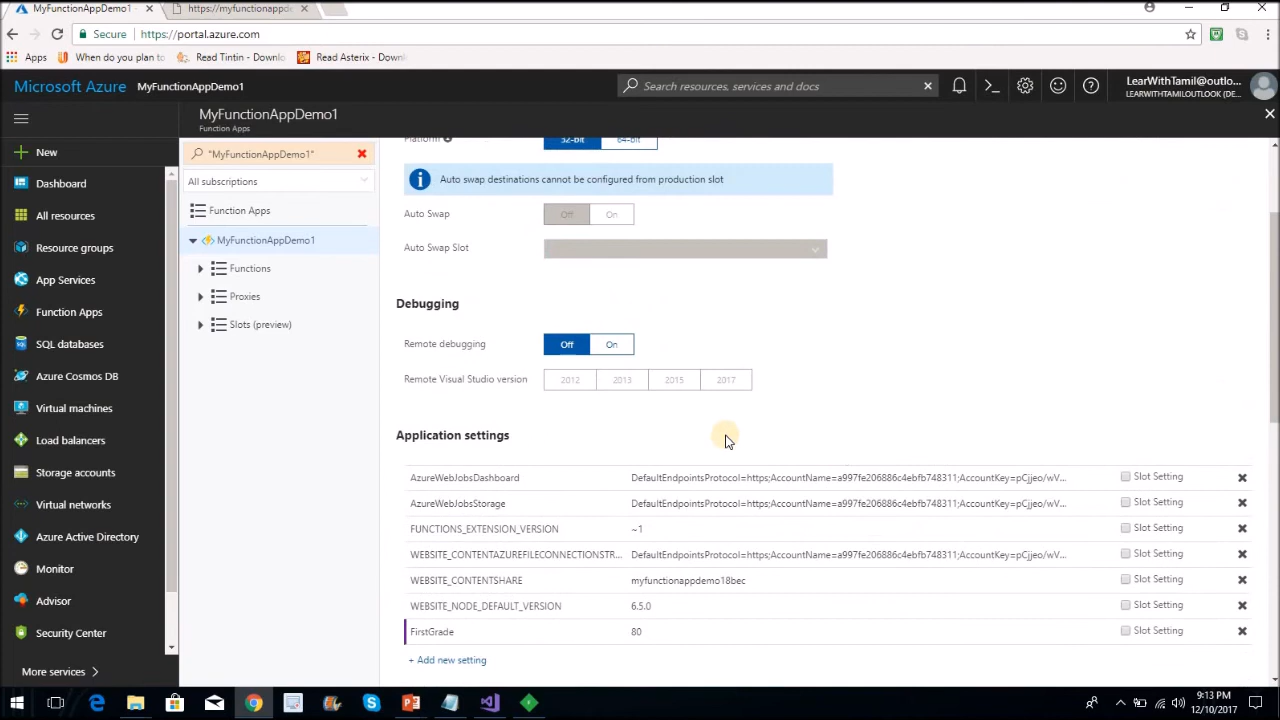 MyFunctionAppDemo1 -
https://myfunctionappde
Secure
https://portal.azure.com
Apps
When do you plan to
Read Tintin - Downlo
Read Asterix - Downlo
Microsoft Azure
MyFunctionAppDemo1
Search resources, services and docs
LearWithTamil@outlo...
LEARWITHTAMILOUTLOOK (DE...
MyFunctionAppDemo1
Function Apps
New
Dashboard
All resources
Resource groups
App Services
Function Apps
SQL databases
Azure Cosmos DB
Virtual machines
Load balancers
Storage accounts
Virtual networks
Azure Active Directory
Monitor
Advisor
Security Center
More services
"MyFunctionAppDemo1"
All subscriptions
Function Apps
MyFunctionAppDemo1
Functions
Proxies
Slots (preview)
Platform
32-bit 64-bit
Auto swap destinations cannot be configured from production slot
Auto Swap Off On
Auto Swap Slot
Debugging
Remote debugging Off On
Remote Visual Studio version 2012 2013 2015 2017
Application settings
AzureWebJobsDashboard DefaultEndpointsProtocol=https;AccountName=a997fe206886c4ebfb748311;AccountKey=pCjjeo/wV... Slot Setting
AzureWebJobsStorage DefaultEndpointsProtocol=https;AccountName=a997fe206886c4ebfb748311;AccountKey=pCjjeo/wV... Slot Setting
FUNCTIONS_EXTENSION_VERSION ~1 Slot Setting
WEBSITE_CONTENTAZUREFILECONNECTIONSTR... DefaultEndpointsProtocol=https;AccountName=a997fe206886c4ebfb748311;AccountKey=pCjjeo/wV... Slot Setting
WEBSITE_CONTENTSHARE myfunctionappdemo18bec Slot Setting
WEBSITE_NODE_DEFAULT_VERSION 6.5.0 Slot Setting
FirstGrade 80 Slot Setting
+ Add new setting
9:13 PM
12/10/2017